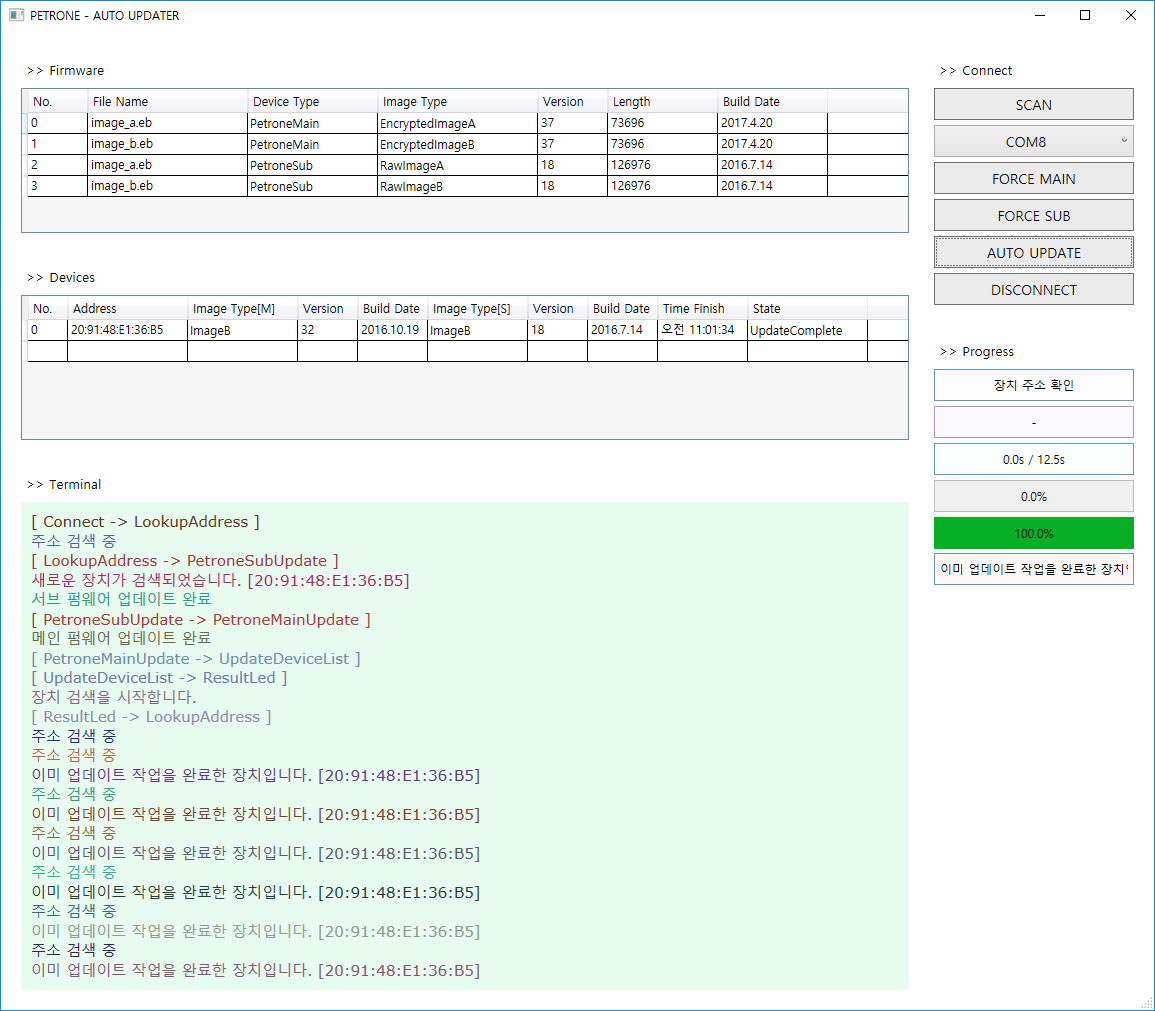 PETRONE - AUTO UPDATER
>> Firmware
No. File Name Device Type Image Type Version Length Build Date
0 image_a.eb PetroneMain EncryptedImageA 37 73696 2017.4.20
1 image_b.eb PetroneMain EncryptedImageB 37 73696 2017.4.20
2 image_a.eb PetroneSub RawImageA 18 126976 2016.7.14
3 image_b.eb PetroneSub RawImageB 18 126976 2016.7.14
>> Devices
No. Address Image Type[M] Version Build Date Image Type[S] Version Build Date Time Finish State
0 20:91:48:E1:36:B5 ImageB 32 2016.10.19 ImageB 18 2016.7.14 오전 11:01:34 UpdateComplete
>> Terminal
[ Connect -> LookupAddress ]
주소 검색 중
[ LookupAddress -> PetroneSubUpdate ]
새로운 장치가 검색되었습니다. [20:91:48:E1:36:B5]
서브 펌웨어 업데이트 완료
[ PetroneSubUpdate -> PetroneMainUpdate ]
메인 펌웨어 업데이트 완료
[ PetroneMainUpdate -> UpdateDeviceList ]
[ UpdateDeviceList -> ResultLed ]
장치 검색을 시작합니다.
[ ResultLed -> LookupAddress ]
주소 검색 중
주소 검색 중
이미 업데이트 작업을 완료한 장치입니다. [20:91:48:E1:36:B5]
주소 검색 중
이미 업데이트 작업을 완료한 장치입니다. [20:91:48:E1:36:B5]
주소 검색 중
이미 업데이트 작업을 완료한 장치입니다. [20:91:48:E1:36:B5]
주소 검색 중
이미 업데이트 작업을 완료한 장치입니다. [20:91:48:E1:36:B5]
주소 검색 중
이미 업데이트 작업을 완료한 장치입니다. [20:91:48:E1:36:B5]
주소 검색 중
이미 업데이트 작업을 완료한 장치입니다. [20:91:48:E1:36:B5]
>> Connect
SCAN
COM8
FORCE MAIN
FORCE SUB
AUTO UPDATE
DISCONNECT
>> Progress
장치 주소 확인
-
0.0s / 12.5s
0.0%
100.0%
이미 업데이트 작업을 완료한 장치